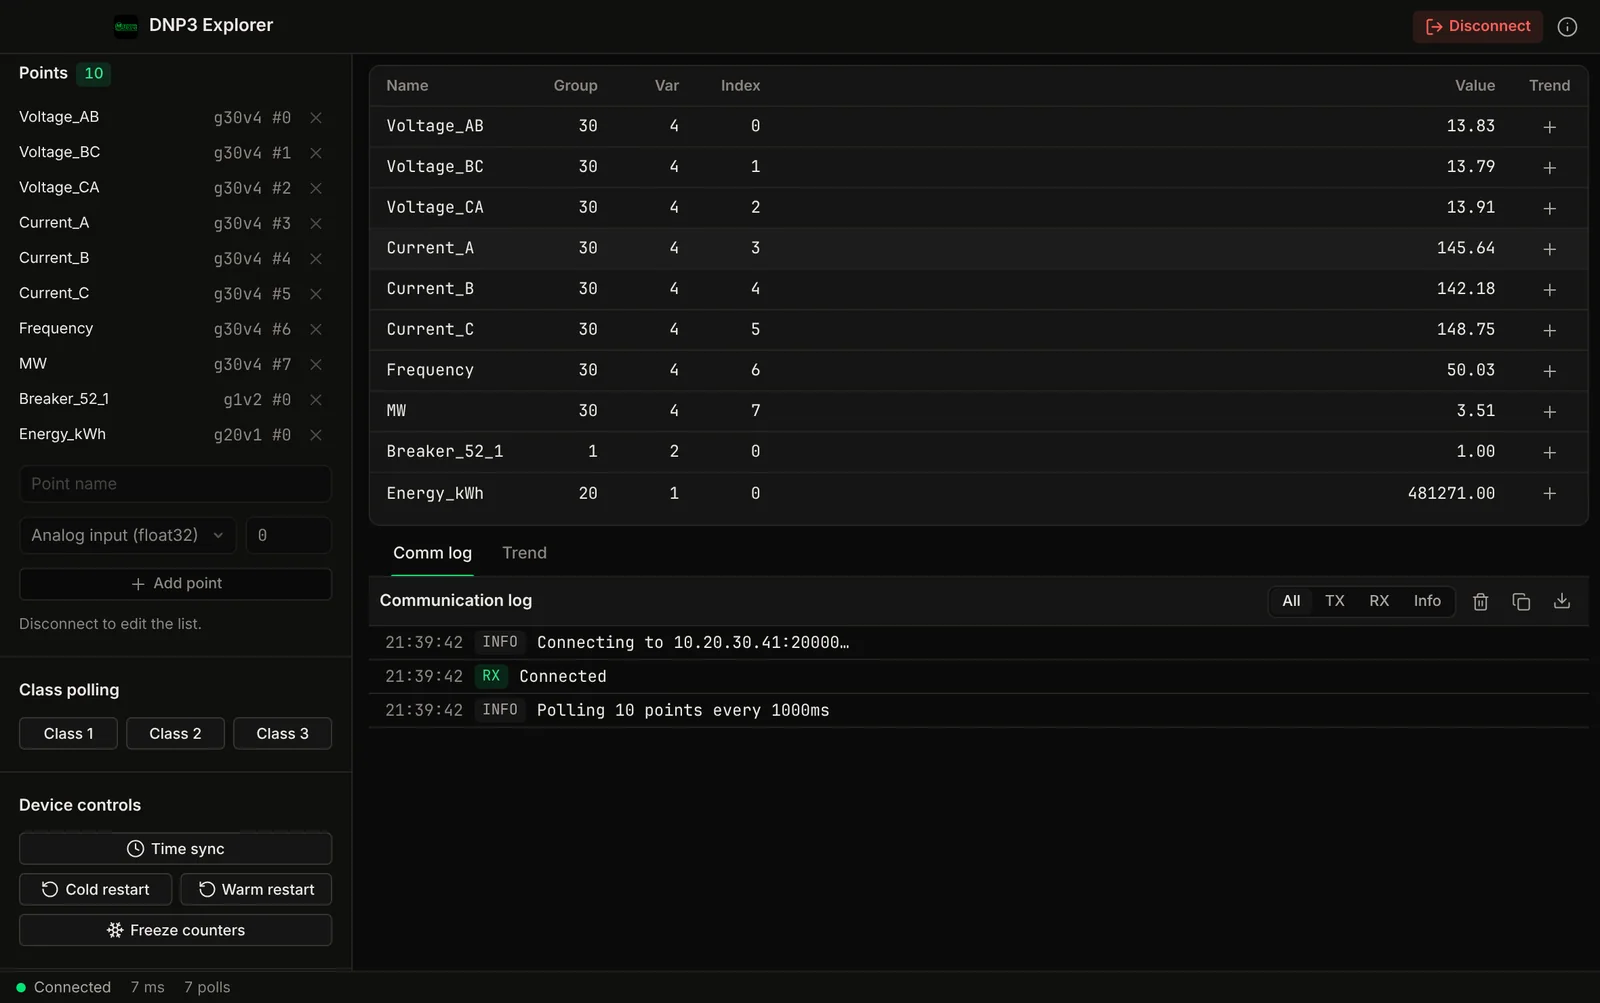 DNP3 Explorer
Disconnect
Points 10
Voltage_AB g30v4 #0
Voltage_BC g30v4 #1
Voltage_CA g30v4 #2
Current_A g30v4 #3
Current_B g30v4 #4
Current_C g30v4 #5
Frequency g30v4 #6
MW g30v4 #7
Breaker_52_1 g1v2 #0
Energy_kWh g20v1 #0
Point name
Analog input (float32) 0
+ Add point
Disconnect to edit the list.
Class polling
Class 1 Class 2 Class 3
Device controls
Time sync
Cold restart Warm restart
Freeze counters
Name Group Var Index Value Trend
Voltage_AB 30 4 0 13.83 +
Voltage_BC 30 4 1 13.79 +
Voltage_CA 30 4 2 13.91 +
Current_A 30 4 3 145.64 +
Current_B 30 4 4 142.18 +
Current_C 30 4 5 148.75 +
Frequency 30 4 6 50.03 +
MW 30 4 7 3.51 +
Breaker_52_1 1 2 0 1.00 +
Energy_kWh 20 1 0 481271.00 +
Comm log Trend
Communication log All TX RX Info
21:39:42 INFO Connecting to 10.20.30.41:20000…
21:39:42 RX Connected
21:39:42 INFO Polling 10 points every 1000ms
Connected 7 ms 7 polls